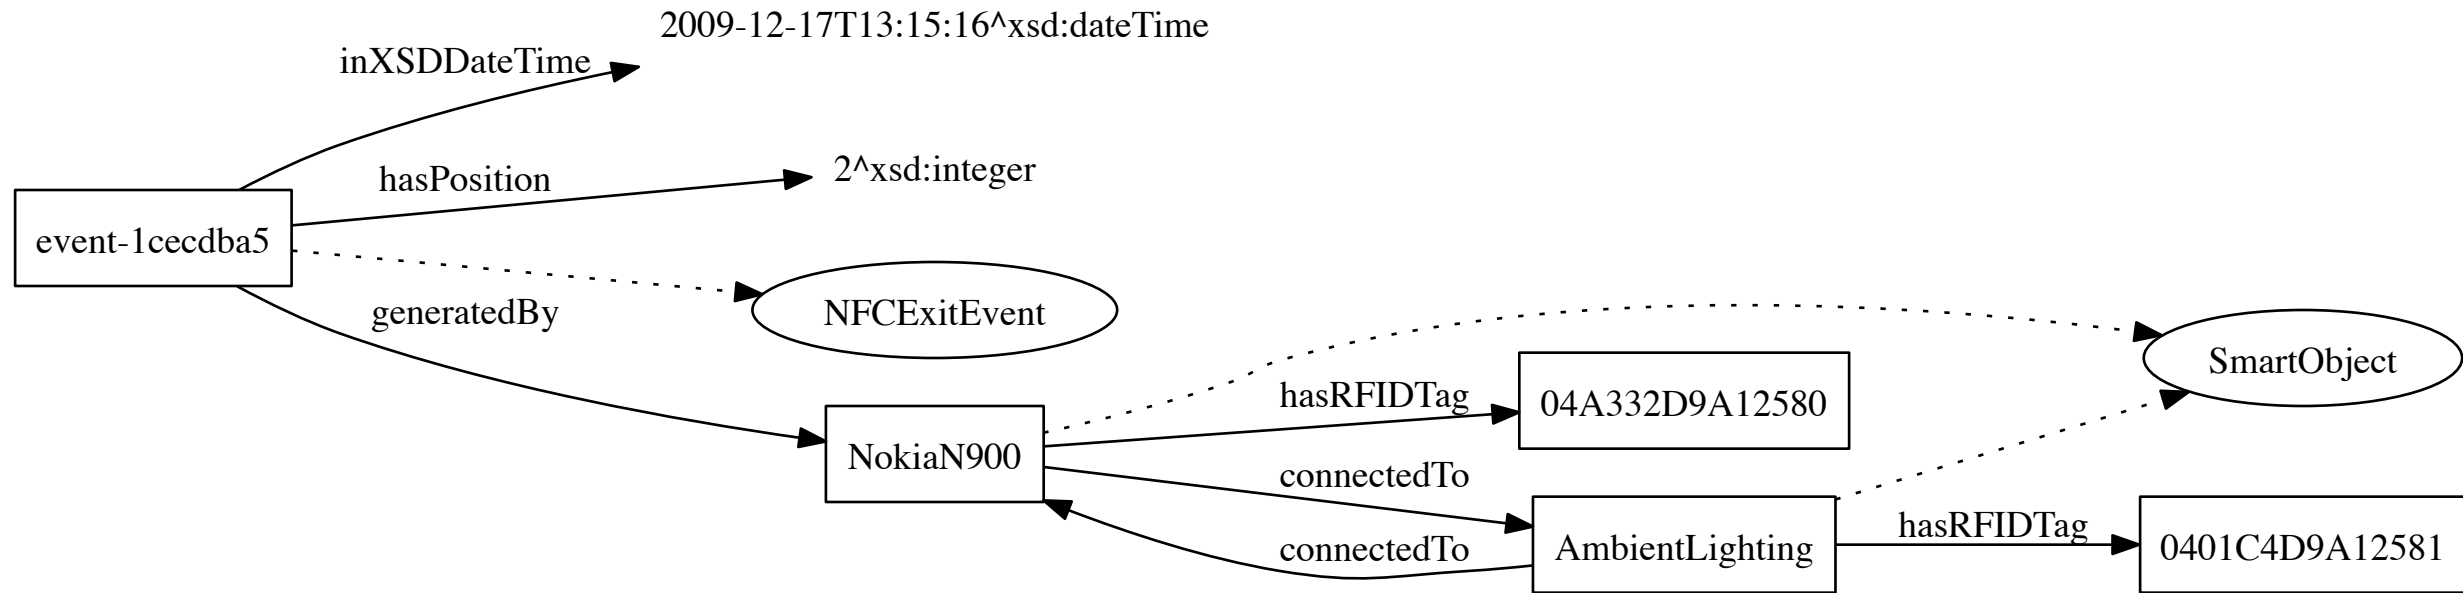 2009-12-17T13:15:16^xsd:dateTime
inXSDDateTime
hasPosition
2^xsd:integer
event-1cecdba5
generatedBy
NFCExitEvent
SmartObject
hasRFIDTag
04A332D9A12580
NokiaN900
connectedTo
connectedTo
AmbientLighting
hasRFIDTag
0401C4D9A12581